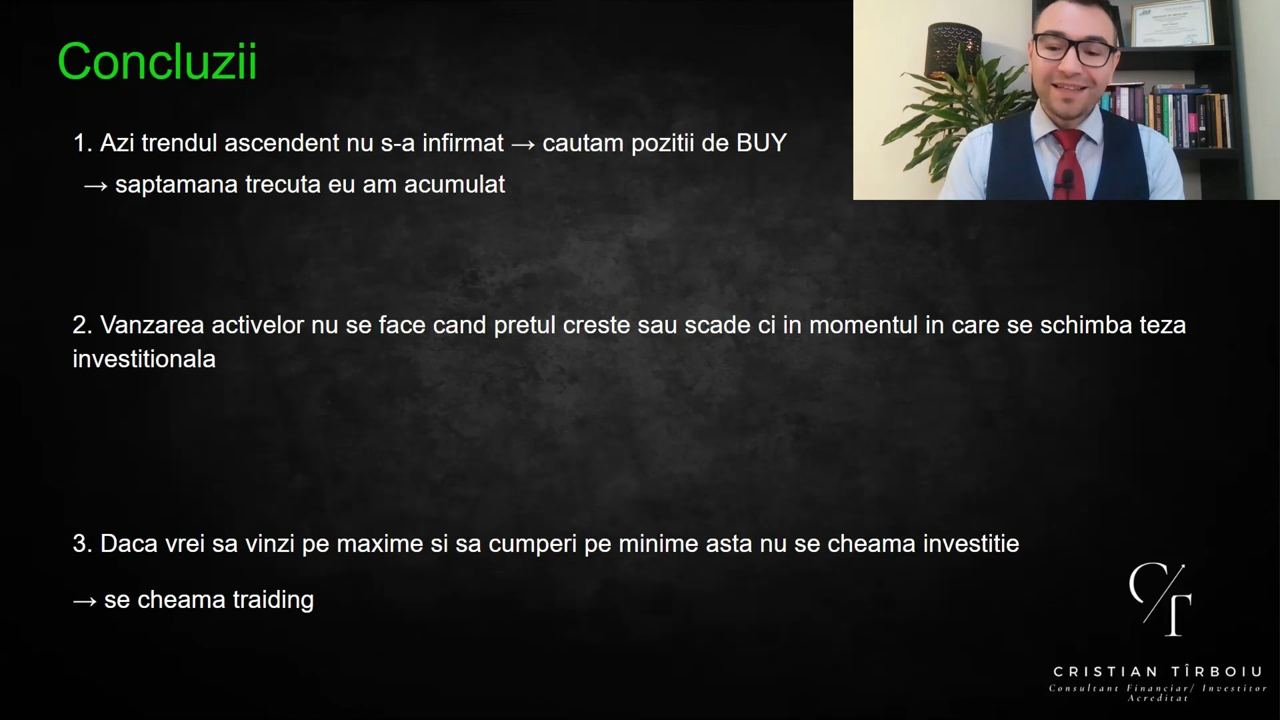 Concluzii
1. Azi trendul ascendent nu s-a infirmat → cautam pozitii de BUY
→ saptamana trecuta eu am acumulat
2. Vanzarea activelor nu se face cand pretul creste sau scade ci in momentul in care se schimba teza
investitionala
3. Daca vrei sa vinzi pe maxime si sa cumperi pe minime asta nu se cheama investitie
→ se cheama traiding
CT
CRISTIAN TÎRBOIU
Consultant Financiar/ Investitor
Acreditat